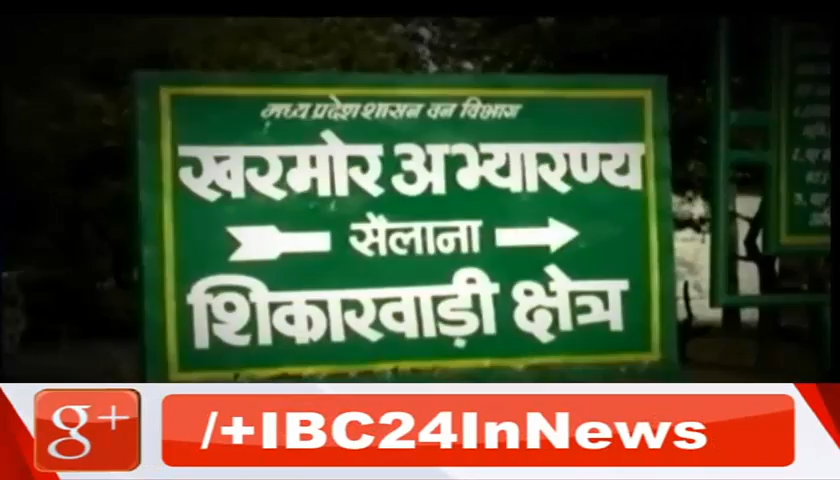 मध्य प्रदेश शासन वन विभाग
खरमोर अभ्यारण्य
सैलाना
शिकारवाड़ी क्षेत्र
g+
/+IBC24InNews